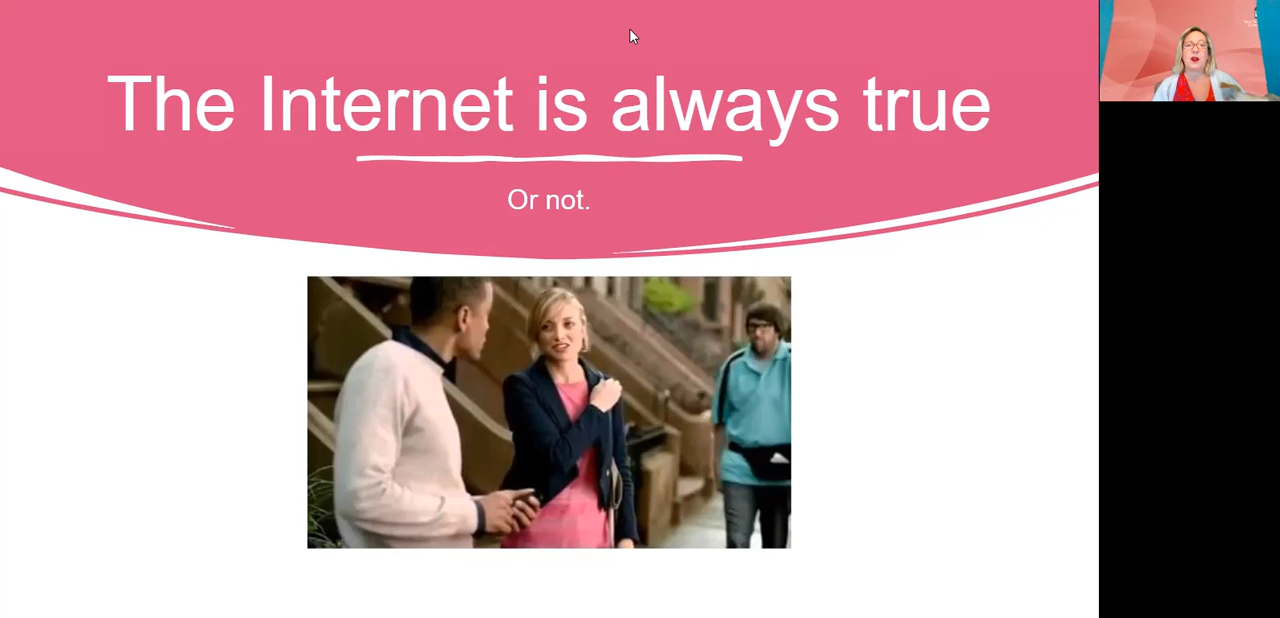 The Internet is always true
Or not.